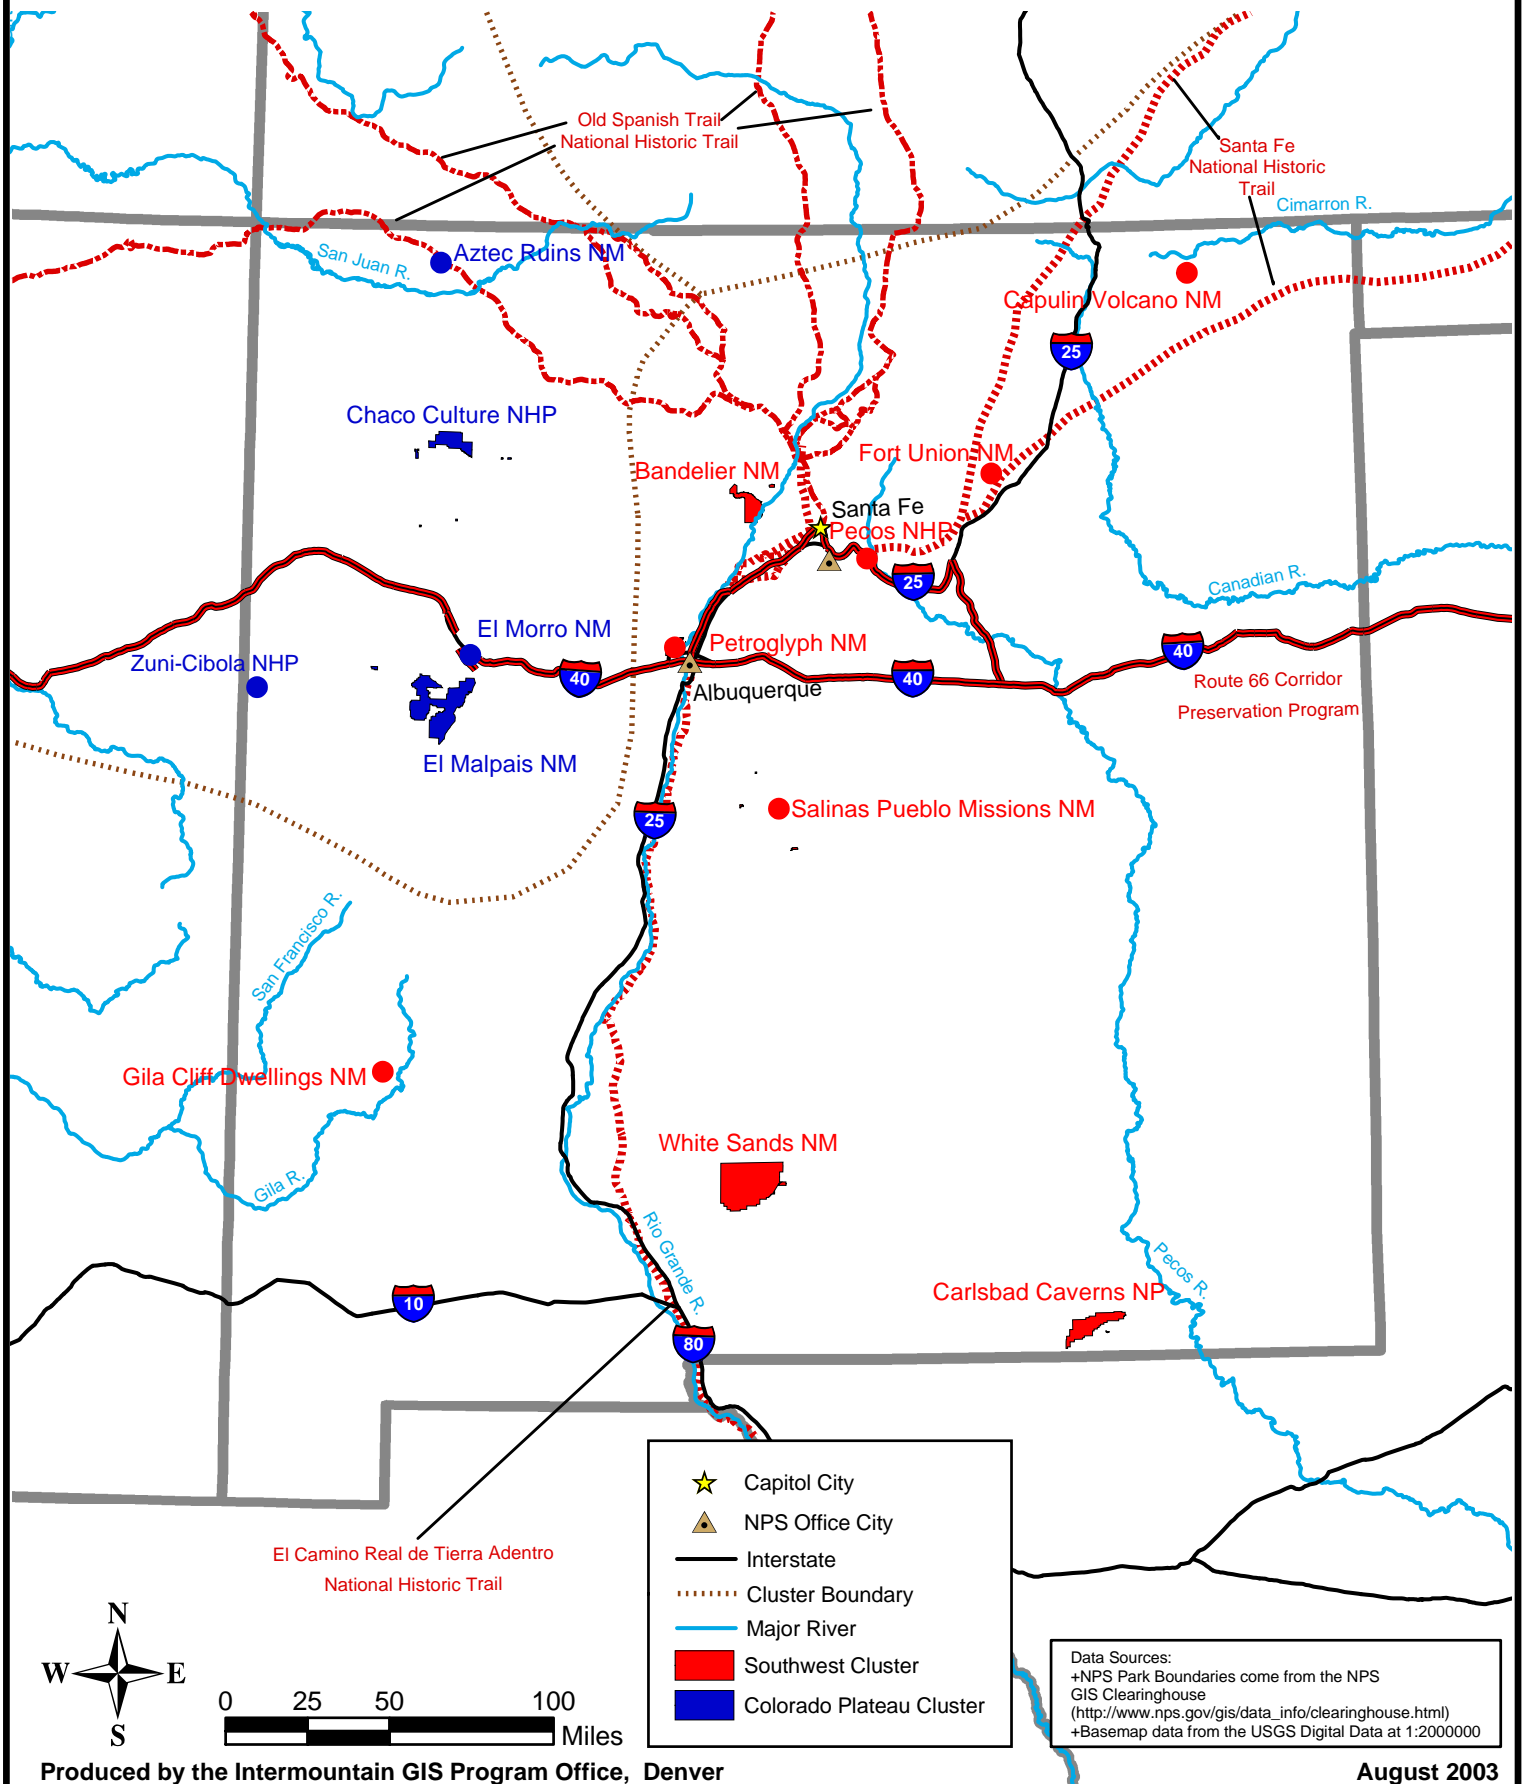 Old Spanish Trail
National Historic Trail
Santa Fe
National Historic
Trail
Cimarron R.
San Juan R.
Aztec Ruins NM
Capulin Volcano NM
25
Chaco Culture NHP
Bandelier NM
Fort Union NM
Santa Fe
Pecos NHP
25
Canadian R.
El Morro NM
Petroglyph NM
Zuni-Cibola NHP
40
40
40
Route 66 Corridor
Preservation Program
Albuquerque
El Malpais NM
25
Salinas Pueblo Missions NM
San Francisco R.
Gila Cliff Dwellings NM
White Sands NM
Gila R.
Rio Grande R.
Pecos R.
Carlsbad Caverns NP
10
80
El Camino Real de Tierra Adentro
National Historic Trail
Capitol City
NPS Office City
Interstate
Cluster Boundary
Major River
Southwest Cluster
Colorado Plateau Cluster
N
W
E
S
0 25 50 100
Miles
Data Sources:
+NPS Park Boundaries come from the NPS
GIS Clearinghouse
(http://www.nps.gov/gis/data_info/clearinghouse.html)
+Basemap data from the USGS Digital Data at 1:2000000
Produced by the Intermountain GIS Program Office, Denver
August 2003